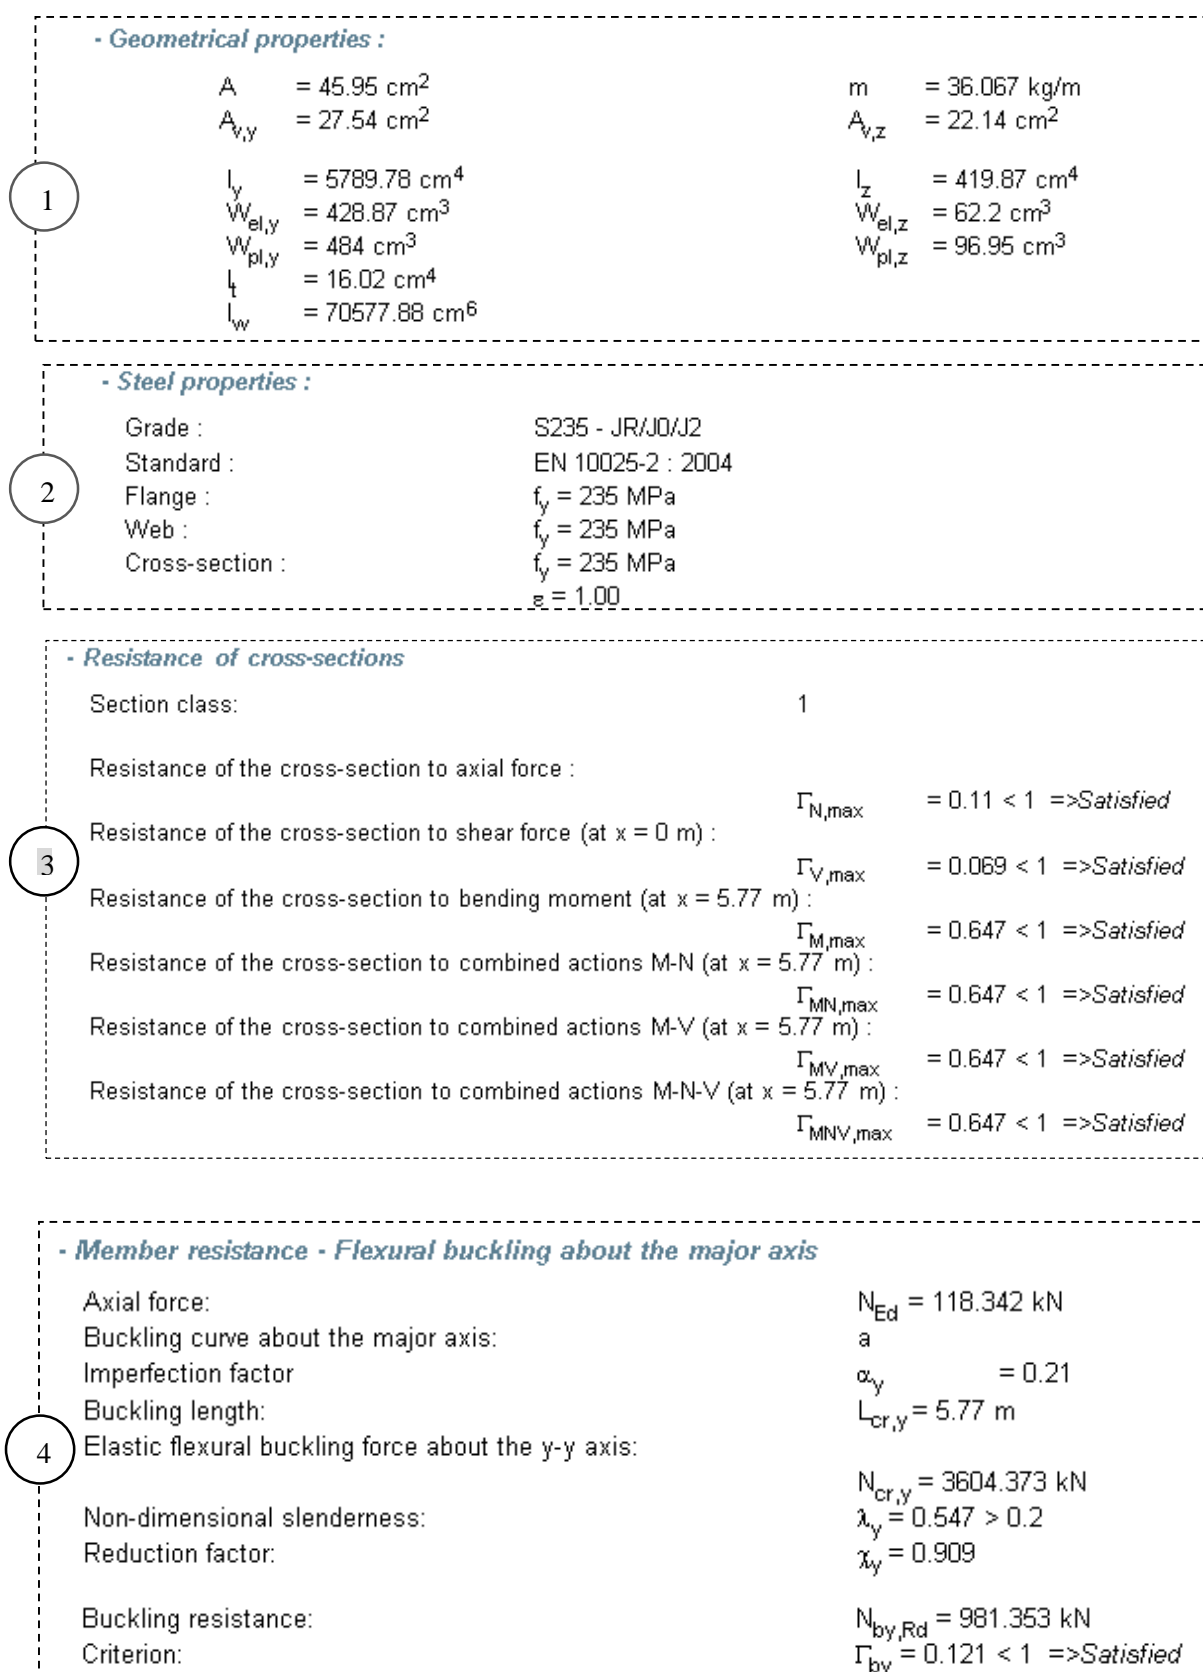 - Geometrical properties :
A = 45.95 cm2 m = 36.067 kg/m
Av,y = 27.54 cm2 Av,z = 22.14 cm2
1
Iy = 5789.78 cm4 Iz = 419.87 cm4
Wel,y = 428.87 cm3 Wel,z = 62.2 cm3
Wpl,y = 484 cm3 Wpl,z = 96.95 cm3
It = 16.02 cm4
Iw = 70577.88 cm6
- Steel properties :
Grade : S235 - JR/J0/J2
Standard : EN 10025-2 : 2004
2
Flange : fy = 235 MPa
Web : fy = 235 MPa
Cross-section : fy = 235 MPa
ε = 1.00
- Resistance of cross-sections
Section class: 1
Resistance of the cross-section to axial force :
ΓN,max = 0.11 < 1 =>Satisfied
Resistance of the cross-section to shear force (at x = 0 m) :
3
ΓV,max = 0.069 < 1 =>Satisfied
Resistance of the cross-section to bending moment (at x = 5.77 m) :
ΓM,max = 0.647 < 1 =>Satisfied
Resistance of the cross-section to combined actions M-N (at x = 5.77 m) :
ΓMN,max = 0.647 < 1 =>Satisfied
Resistance of the cross-section to combined actions M-V (at x = 5.77 m) :
ΓMV,max = 0.647 < 1 =>Satisfied
Resistance of the cross-section to combined actions M-N-V (at x = 5.77 m) :
ΓMNV,max = 0.647 < 1 =>Satisfied
- Member resistance - Flexural buckling about the major axis
Axial force: NEd = 118.342 kN
Buckling curve about the major axis: a
Imperfection factor αy = 0.21
Buckling length: Lcr,y = 5.77 m
4
Elastic flexural buckling force about the y-y axis:
Ncr,y = 3604.373 kN
Non-dimensional slenderness: λy = 0.547 > 0.2
Reduction factor: χy = 0.909
Buckling resistance: Nby,Rd = 981.353 kN
Criterion: Γby = 0.121 < 1 =>Satisfied